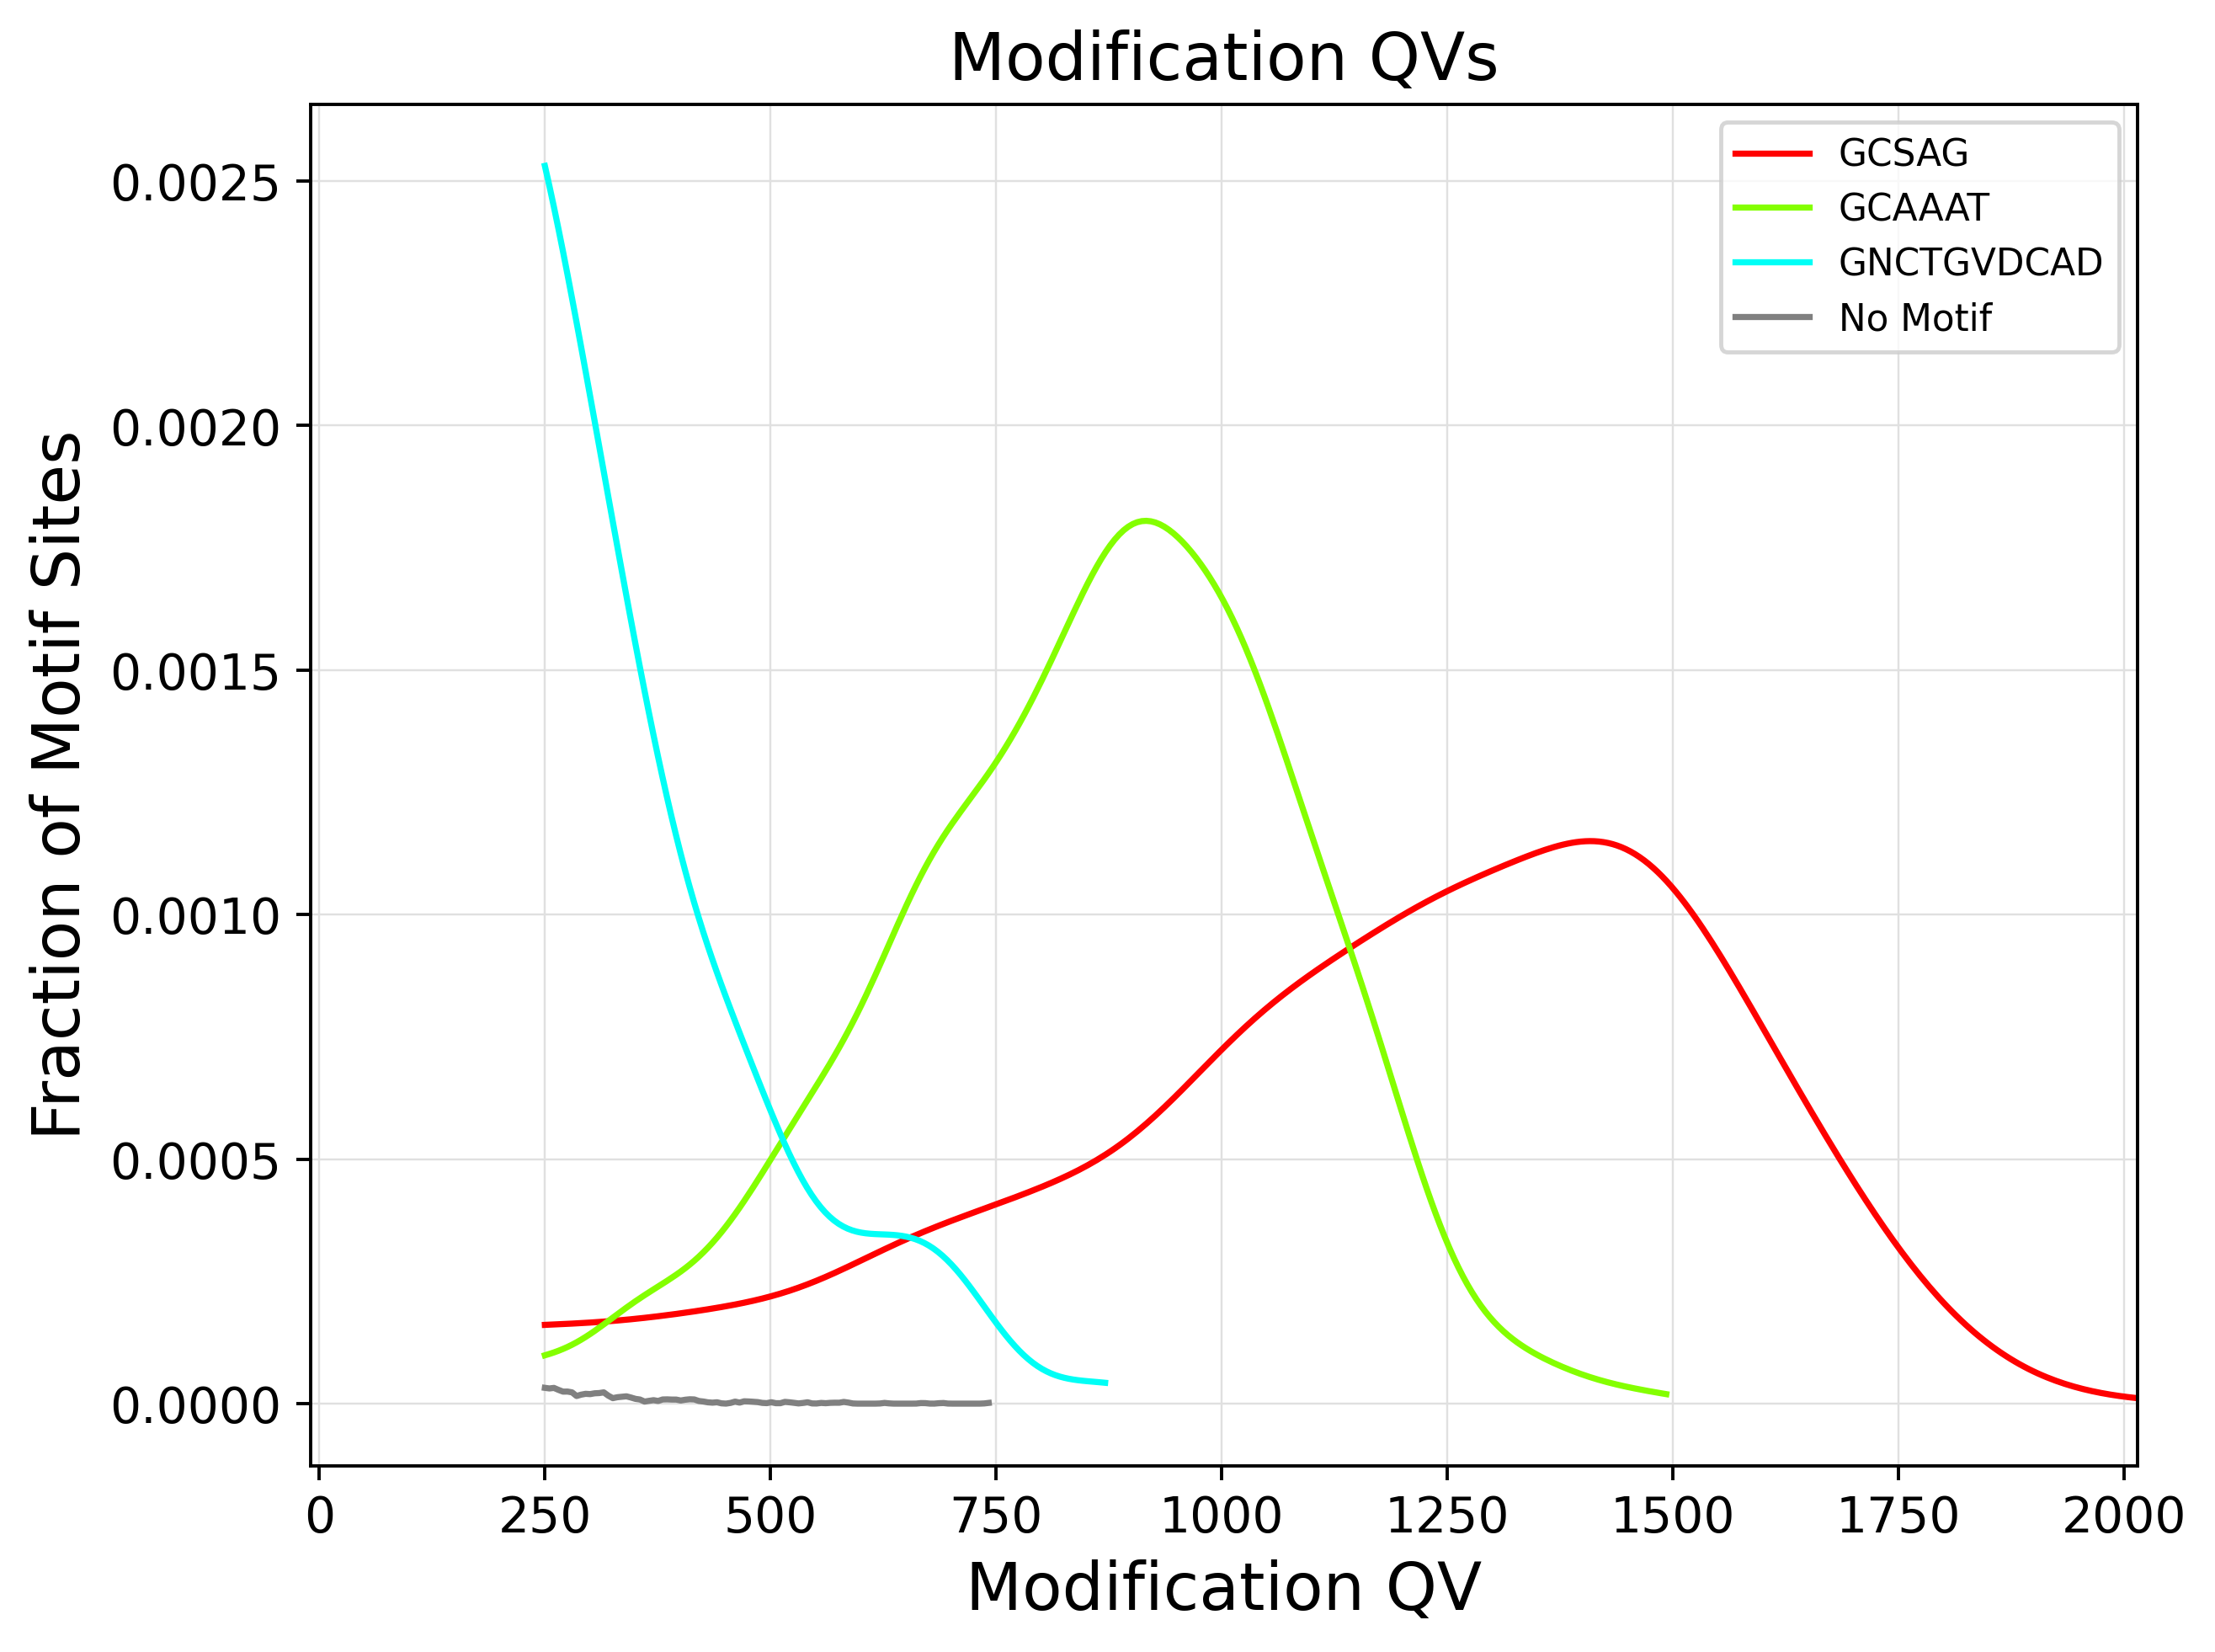 Modification QVs
GCSAG
GCAAAT
GNCTGVDCAD
No Motif
Fraction of Motif Sites
0.0025
0.0020
0.0015
0.0010
0.0005
0.0000
0 250 500 750 1000 1250 1500 1750 2000
Modification QV